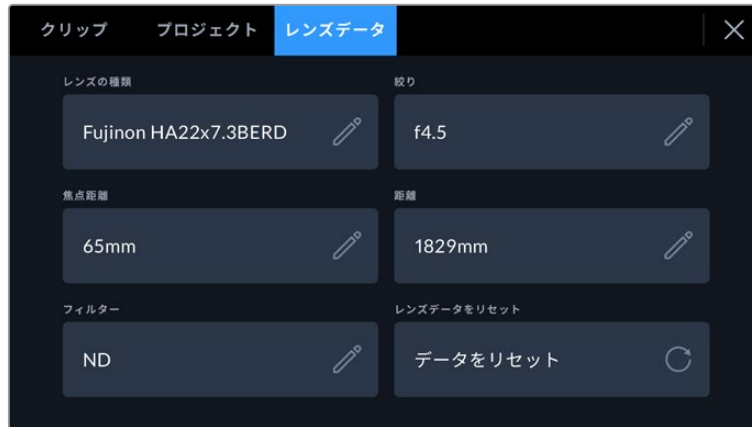 クリップ プロジェクト レンズデータ
レンズの種類 絞り
Fujinon HA22x7.3BERD f4.5
焦点距離 距離
65mm 1829mm
フィルター レンズデータをリセット
ND データをリセット